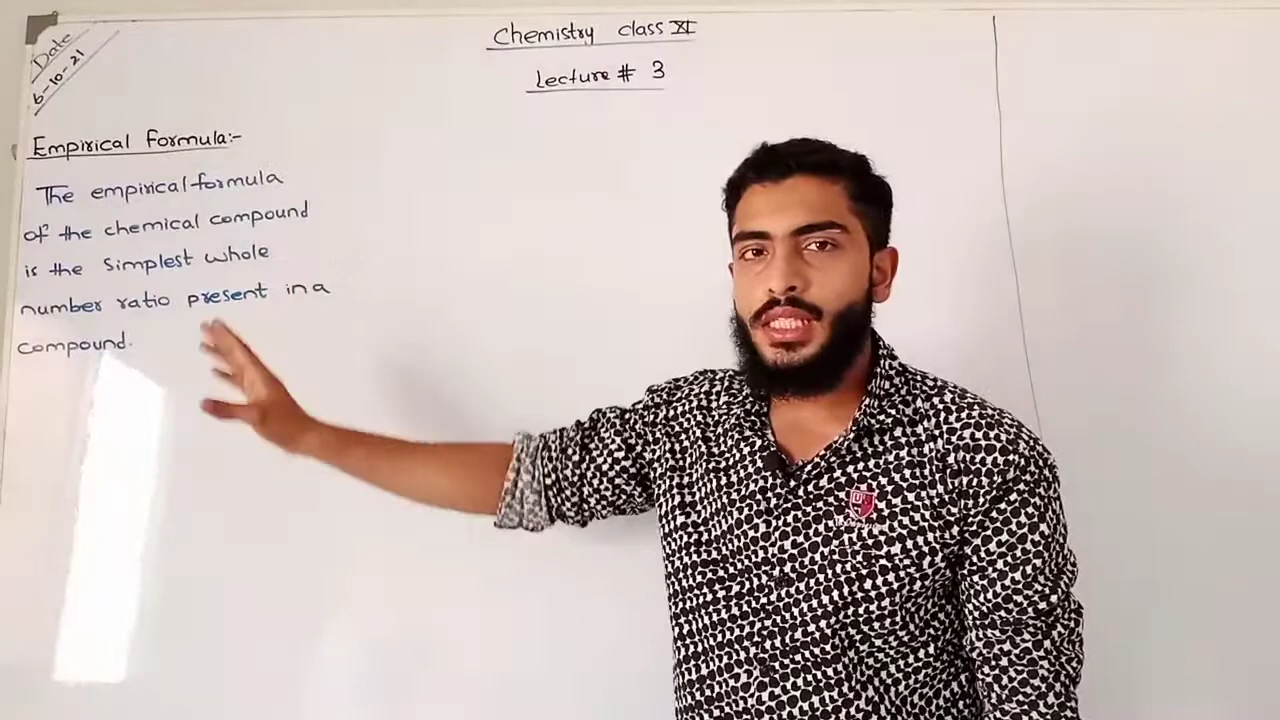 Date
6-10-21
Chemistry class XI
Lecture # 3
Empirical Formula:-
The empirical formula
of the chemical compound
is the simplest whole
number ratio present in a
compound.